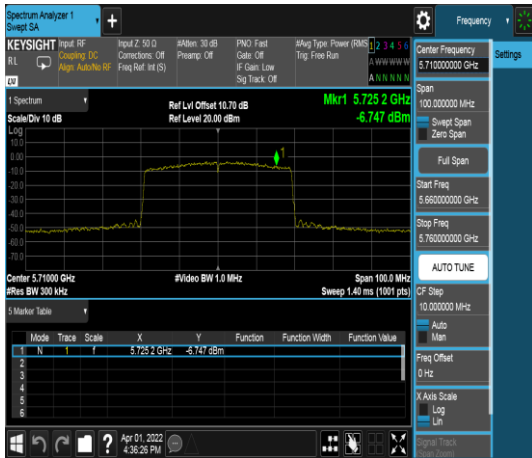 Spectrum Analyzer 1
Swept SA
Frequency
Settings
KEYSIGHT
Input: RF
Coupling: DC
Align: Auto/No RF
Input Z: 50 Ω
Corrections: Off
Freq Ref: Int (S)
#Atten: 30 dB
Preamp: Off
PNO: Fast
Gate: Off
IF Gain: Low
Sig Track: Off
#Avg Type: Power (RMS
Trig: Free Run
1 2 3 4 5 6
A WW WW W
A N N N N N
R L
LXI
1 Spectrum
Scale/Div 10 dB
Ref Lvl Offset 10.70 dB
Ref Level 20.00 dBm
Mkr1 5.725 2 GHz
-6.747 dBm
Log
10.0
0.00
-10.0
-20.0
-30.0
-40.0
-50.0
-60.0
-70.0
1
Center 5.71000 GHz
#Res BW 300 kHz
#Video BW 1.0 MHz
Span 100.0 MHz
Sweep 1.40 ms (1001 pts)
5 Marker Table
Mode Trace Scale X Y Function Function Width Function Value
1 N 1 f 5.725 2 GHz -6.747 dBm
2
3
4
5
6
Apr 01, 2022
4:36:26 PM
Center Frequency
5.710000000 GHz
Span
100.000000 MHz
Swept Span
Zero Span
Full Span
Start Freq
5.660000000 GHz
Stop Freq
5.760000000 GHz
AUTO TUNE
CF Step
10.000000 MHz
Auto
Man
Freq Offset
0 Hz
X Axis Scale
Log
Lin
Signal Track
(Span Zoom)